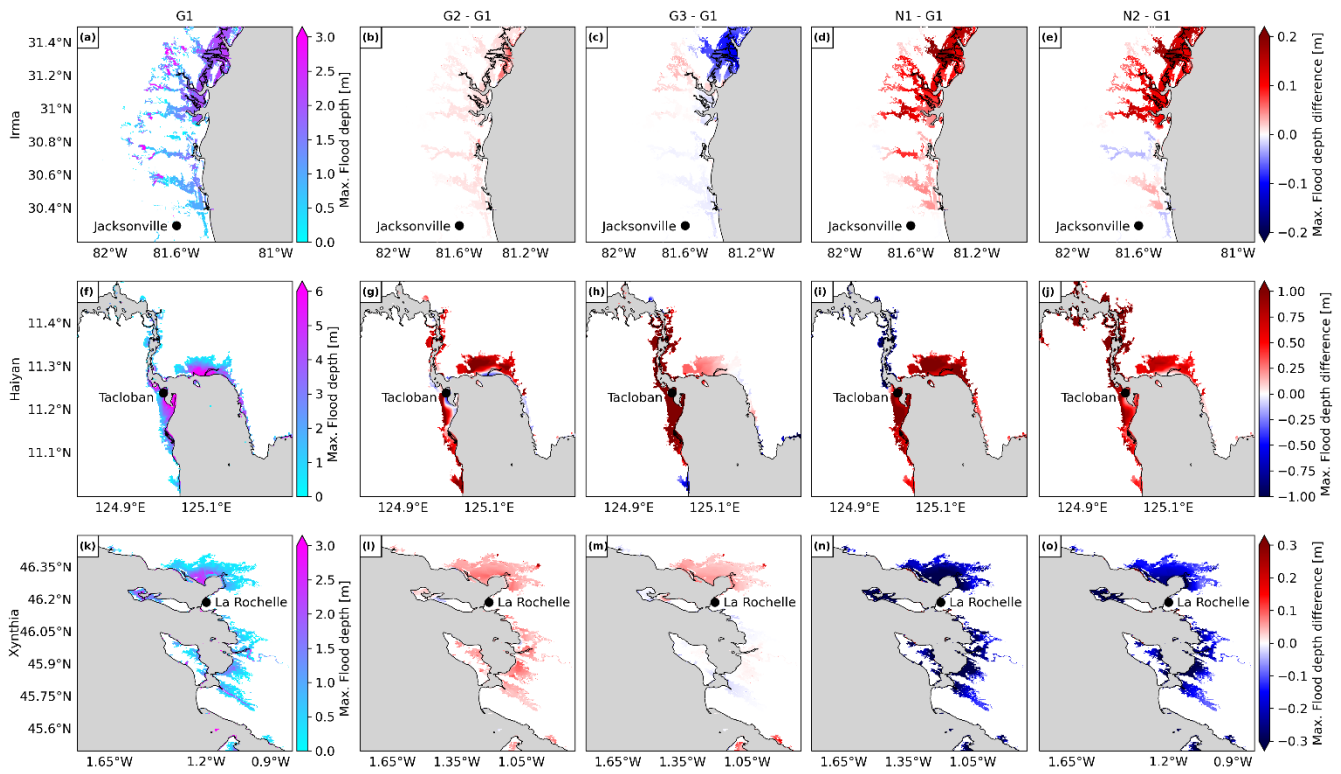 G1 G2 - G1 G3 - G1 N1 - G1 N2 - G1
Irma
31.4°N
31.2°N
31°N
30.8°N
30.6°N
30.4°N
(a) (b) (c) (d) (e)
Jacksonville Jacksonville Jacksonville Jacksonville Jacksonville
82°W 81.6°W 81°W 82°W 81.6°W 81.2°W 82°W 81.6°W 81.2°W 82°W 81.6°W 81.2°W 82°W 81.6°W 81°W
3.0
2.5
2.0
1.5
1.0
0.5
0.0
Max. Flood depth [m]
0.2
0.1
0.0
−0.1
−0.2
Max. Flood depth difference [m]
Haiyan
11.4°N
11.3°N
11.2°N
11.1°N
(f) (g) (h) (i) (j)
Tacloban Tacloban Tacloban Tacloban Tacloban
124.9°E 125.1°E 124.9°E 125.1°E 124.9°E 125.1°E 124.9°E 125.1°E 124.9°E 125.1°E
6
5
4
3
2
1
0
Max. Flood depth [m]
1.00
0.75
0.50
0.25
0.00
−0.25
−0.50
−0.75
−1.00
Max. Flood depth difference [m]
Xynthia
46.35°N
46.2°N
46.05°N
45.9°N
45.75°N
45.6°N
(k) (l) (m) (n) (o)
La Rochelle La Rochelle La Rochelle La Rochelle La Rochelle
1.65°W 1.2°W 0.9°W 1.65°W 1.35°W 1.05°W 1.65°W 1.35°W 1.05°W 1.65°W 1.35°W 1.05°W 1.65°W 1.2°W 0.9°W
3.0
2.5
2.0
1.5
1.0
0.5
0.0
Max. Flood depth [m]
0.3
0.2
0.1
0.0
−0.1
−0.2
−0.3
Max. Flood depth difference [m]